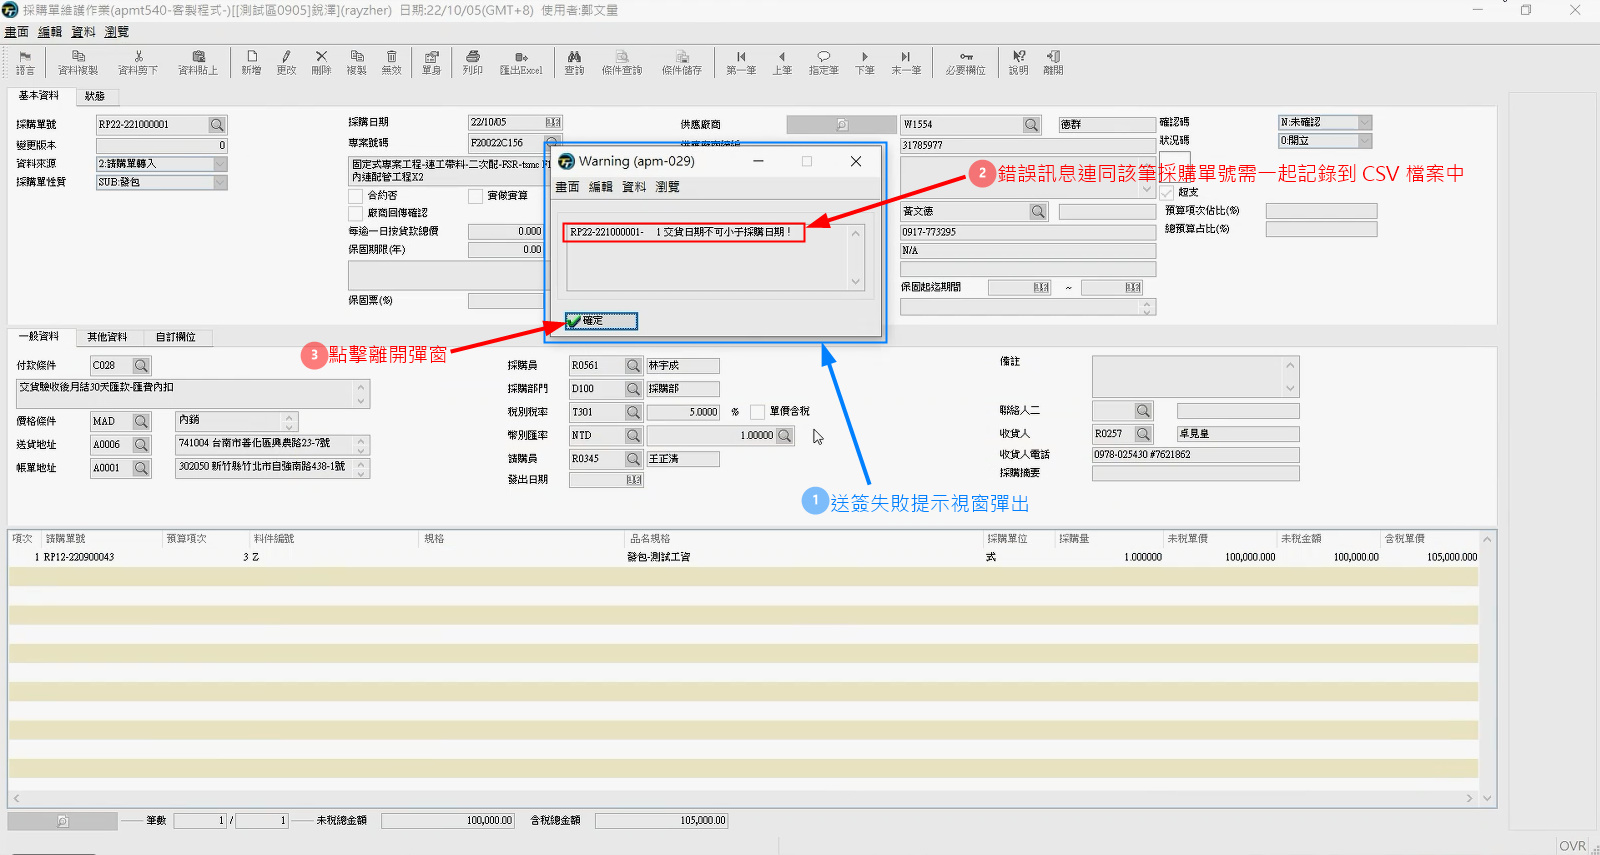 採購單維護作業(apmt540-客製程式-)[[測試區0905]銳澤](rayzher) 日期:22/10/05(GMT+8) 使用者:鄭文量
畫面 編輯 資料 瀏覽
語言 資料複製 資料剪下 資料貼上 新增 更改 刪除 複製 無效 單身 列印 匯出Excel 查詢 條件查詢 條件儲存 第一筆 上筆 指定筆 下筆 末一筆 必要欄位 說明 離開
基本資料 狀態
採購單號 RP22-221000001 採購日期 22/10/05 供應廠商 W1554 德群 確認碼 N:未確認
變更版本 0 專案號碼 F20022C156 31785977 狀況碼 0:開立
資料來源 2:請購單轉入 固定式專案工程-連工帶料-二次配-FSR-tsmc
採購單性質 SUB:發包 內連配管工程X2
合約否 實做實算 超支
廠商回傳確認 黃文德 預算項次佔比(%)
每逾一日按貨款總價 0.000 0917-773295 總預算占比(%)
保固期限(年) 0.00 N/A
保固起迄期間 ~
保固票(%)
Warning (apm-029)
畫面 編輯 資料 瀏覽
RP22-221000001- 1 交貨日期不可小于採購日期！
確定
2 錯誤訊息連同該筆採購單號需一起記錄到 CSV 檔案中
3 點擊離開彈窗
1 送簽失敗提示視窗彈出
一般資料 其他資料 自訂欄位
付款條件 C028 採購員 R0561 林宇成 備註
交貨驗收後月結30天匯款-匯費內扣 採購部門 D100 採購部
價格條件 MAD 內銷 稅別稅率 T301 5.0000 % 單價含稅 聯絡人二
送貨地址 A0006 741004 台南市善化區興農路23-7號 幣別匯率 NTD 1.00000 收貨人 R0257 卓見皇
帳單地址 A0001 302050 新竹縣竹北市自強南路438-1號 請購員 R0345 王正清 收貨人電話 0978-025430 #7621862
發出日期 採購摘要
項次 請購單號 預算項次 料件編號 規格 品名規格 採購單位 採購量 未稅單價 未稅金額 含稅單價
1 RP12-220900043 3 Z 發包-測試工資 式 1.000000 100,000.000 100,000.00 105,000.000
筆數 1 / 1 未稅總金額 100,000.00 含稅總金額 105,000.00
OVR